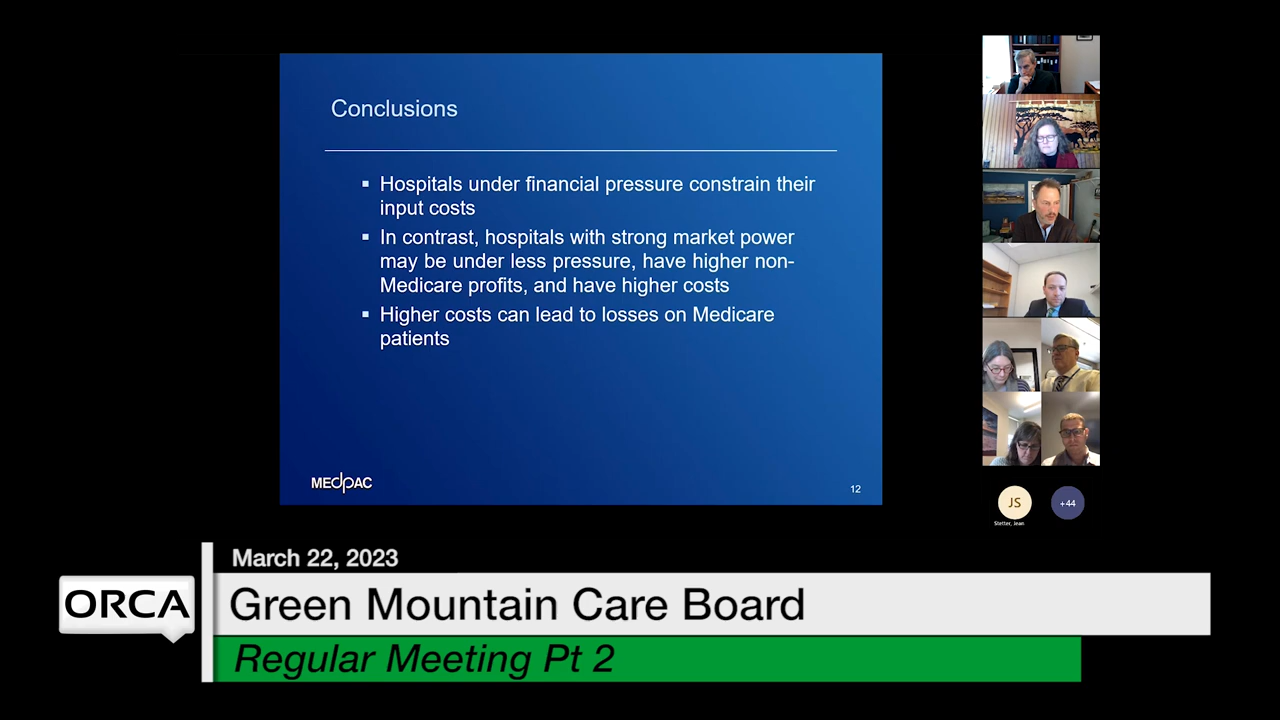 Conclusions
▪ Hospitals under financial pressure constrain their
input costs
▪ In contrast, hospitals with strong market power
may be under less pressure, have higher non-
Medicare profits, and have higher costs
▪ Higher costs can lead to losses on Medicare
patients
MEDPAC
12
JS
+44
Stetter, Jean
March 22, 2023
ORCA
Green Mountain Care Board
Regular Meeting Pt 2